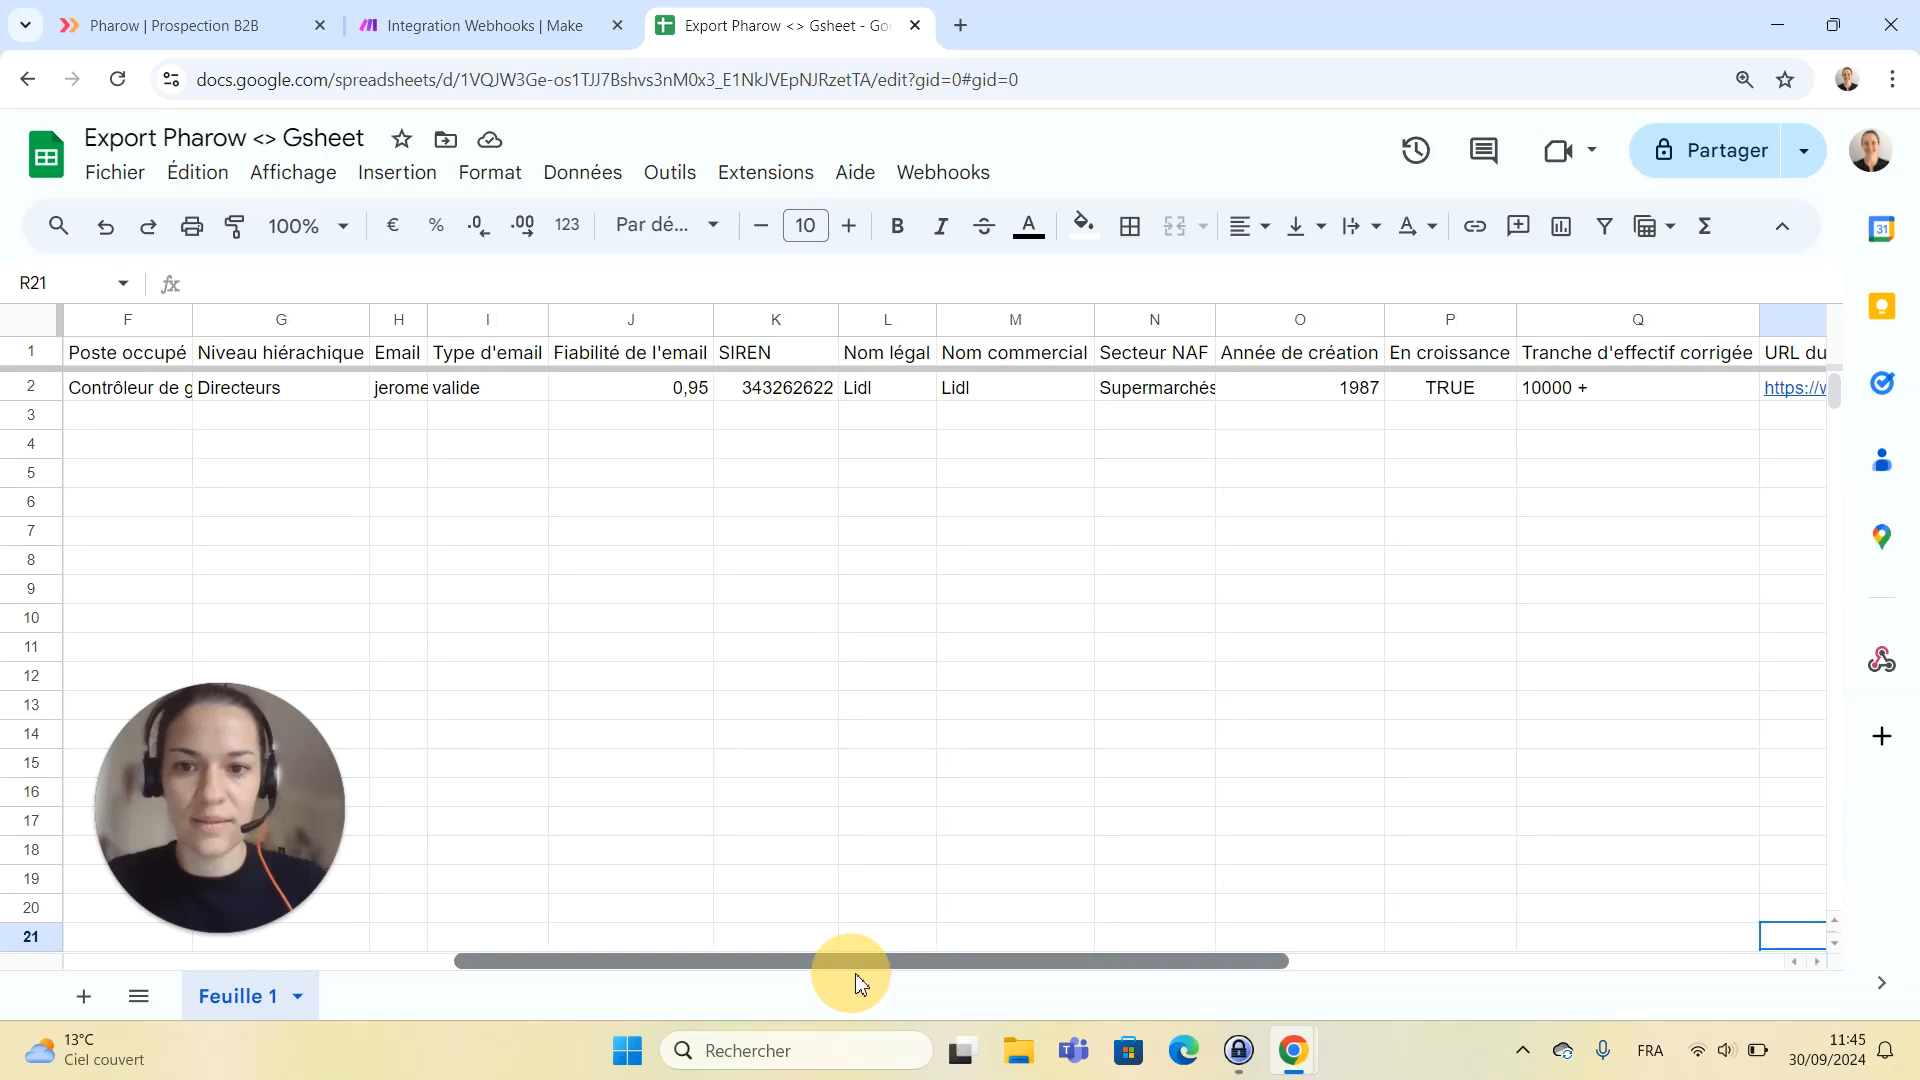 Pharow | Prospection B2B
Integration Webhooks | Make
Export Pharow <> Gsheet - Goo
docs.google.com/spreadsheets/d/1VQJW3Ge-os1TJJ7Bshvs3nM0x3_E1NkJVEpNJRzetTA/edit?gid=0#gid=0
Export Pharow <> Gsheet
Fichier Édition Affichage Insertion Format Données Outils Extensions Aide Webhooks
Partager
100% € % .0 .00 123 Par dé... 10 B I S A A Σ
31
R21 fx
F G H I J K L M N O P Q
1 Poste occupé Niveau hiérachique Email Type d'email Fiabilité de l'email SIREN Nom légal Nom commercial Secteur NAF Année de création En croissance Tranche d'effectif corrigée URL du
2 Contrôleur de g Directeurs jerome valide 0,95 343262622 Lidl Lidl Supermarchés 1987 TRUE 10000 + https://w
3
4
5
6
7
8
9
10
11
12
13
14
15
16
17
18
19
20
21
Feuille 1
13°C
Ciel couvert
Rechercher
FRA
11:45
30/09/2024